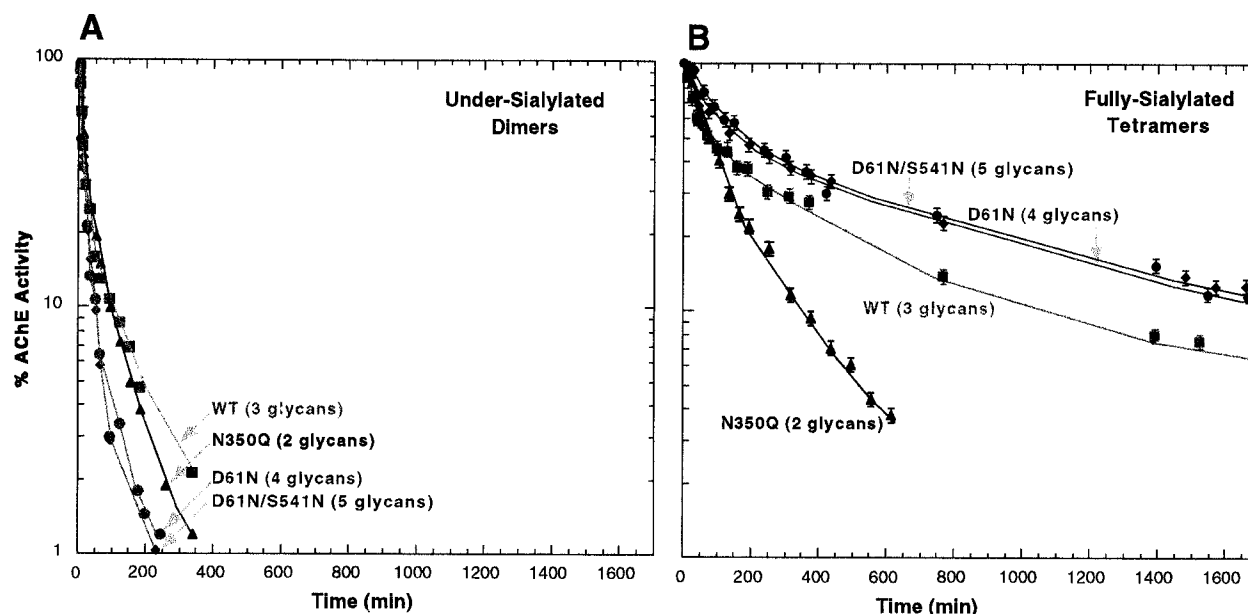 A
100
10
1
% AChE Activity
Under-Sialylated
Dimers
WT (3 glycans)
N350Q (2 glycans)
D61N (4 glycans)
D61N/S541N (5 glycans)
0 200 400 600 800 1000 1200 1400 1600
Time (min)
B
Fully-Sialylated
Tetramers
D61N/S541N (5 glycans)
D61N (4 glycans)
WT (3 glycans)
N350Q (2 glycans)
0 200 400 600 800 1000 1200 1400 1600
Time (min)